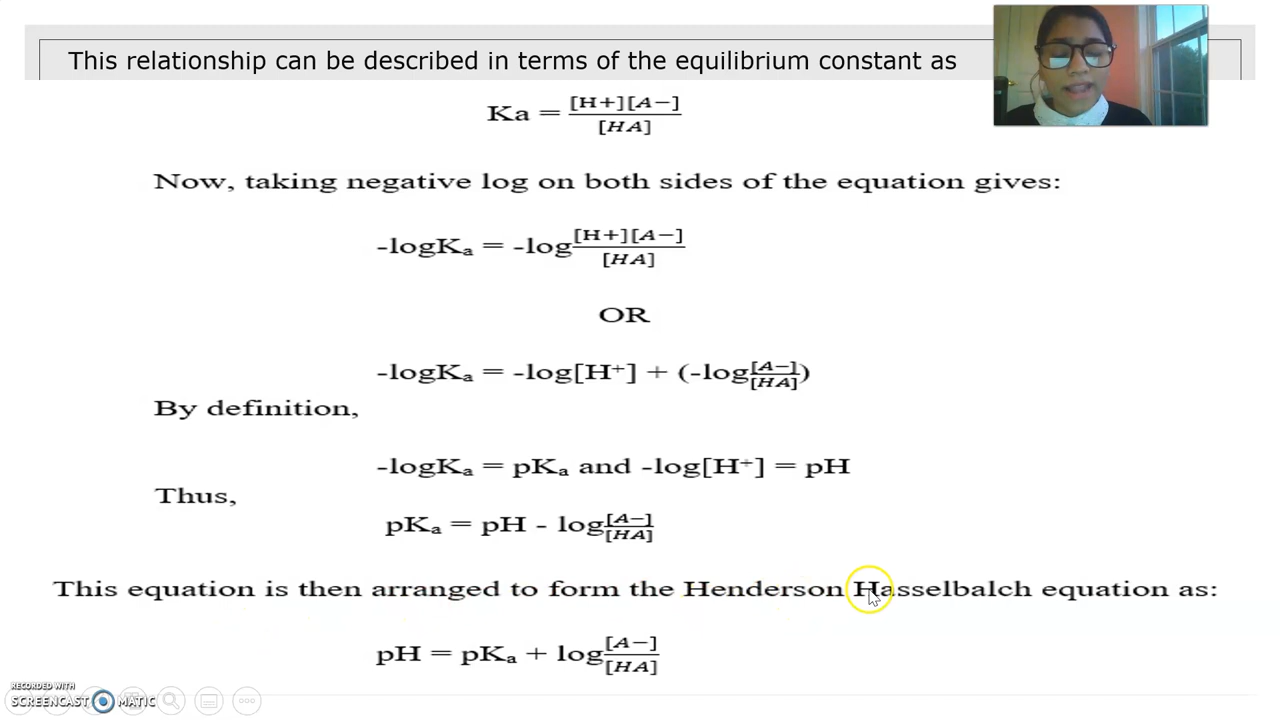 This relationship can be described in terms of the equilibrium constant as
Ka = [H+][A−]/[HA]
Now, taking negative log on both sides of the equation gives:
-logKₐ = -log[H+][A−]/[HA]
OR
-logKₐ = -log[H⁺] + (-log[A−]/[HA])
By definition,
-logKₐ = pKₐ and -log[H⁺] = pH
Thus,
pKₐ = pH - log[A−]/[HA]
This equation is then arranged to form the Henderson Hasselbalch equation as:
pH = pKₐ + log[A−]/[HA]
RECORDED WITH
SCREENCAST MATIC